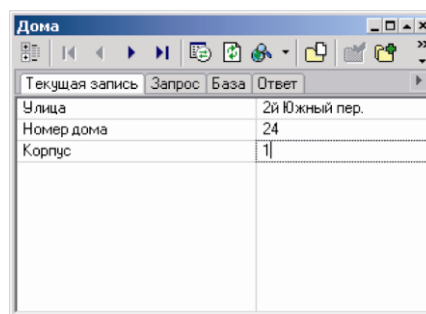 Дома
Текущая запись Запрос База Ответ
Улица 2й Южный пер.
Номер дома 24
Корпус 1